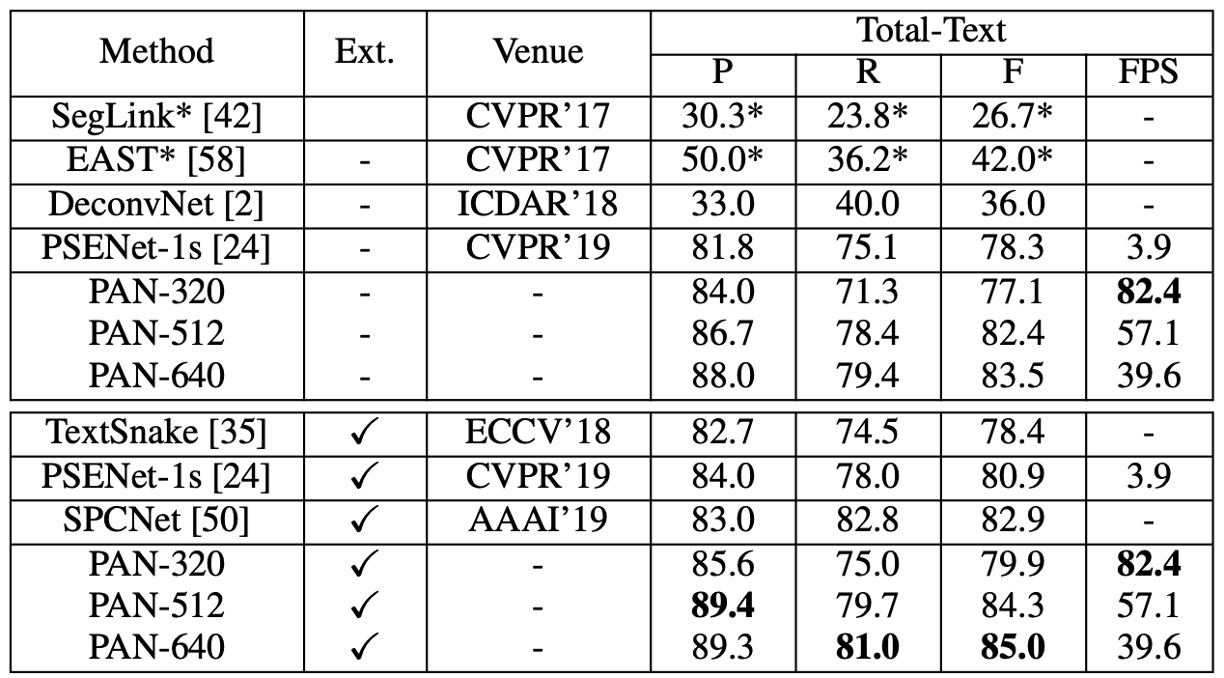 Method Ext. Venue Total-Text
P R F FPS
SegLink* [42] CVPR'17 30.3* 23.8* 26.7* -
EAST* [58] - CVPR'17 50.0* 36.2* 42.0* -
DeconvNet [2] - ICDAR'18 33.0 40.0 36.0 -
PSENet-1s [24] - CVPR'19 81.8 75.1 78.3 3.9
PAN-320 - - 84.0 71.3 77.1 82.4
PAN-512 - - 86.7 78.4 82.4 57.1
PAN-640 - - 88.0 79.4 83.5 39.6
TextSnake [35] ✓ ECCV'18 82.7 74.5 78.4 -
PSENet-1s [24] ✓ CVPR'19 84.0 78.0 80.9 3.9
SPCNet [50] ✓ AAAI'19 83.0 82.8 82.9 -
PAN-320 ✓ - 85.6 75.0 79.9 82.4
PAN-512 ✓ - 89.4 79.7 84.3 57.1
PAN-640 ✓ - 89.3 81.0 85.0 39.6